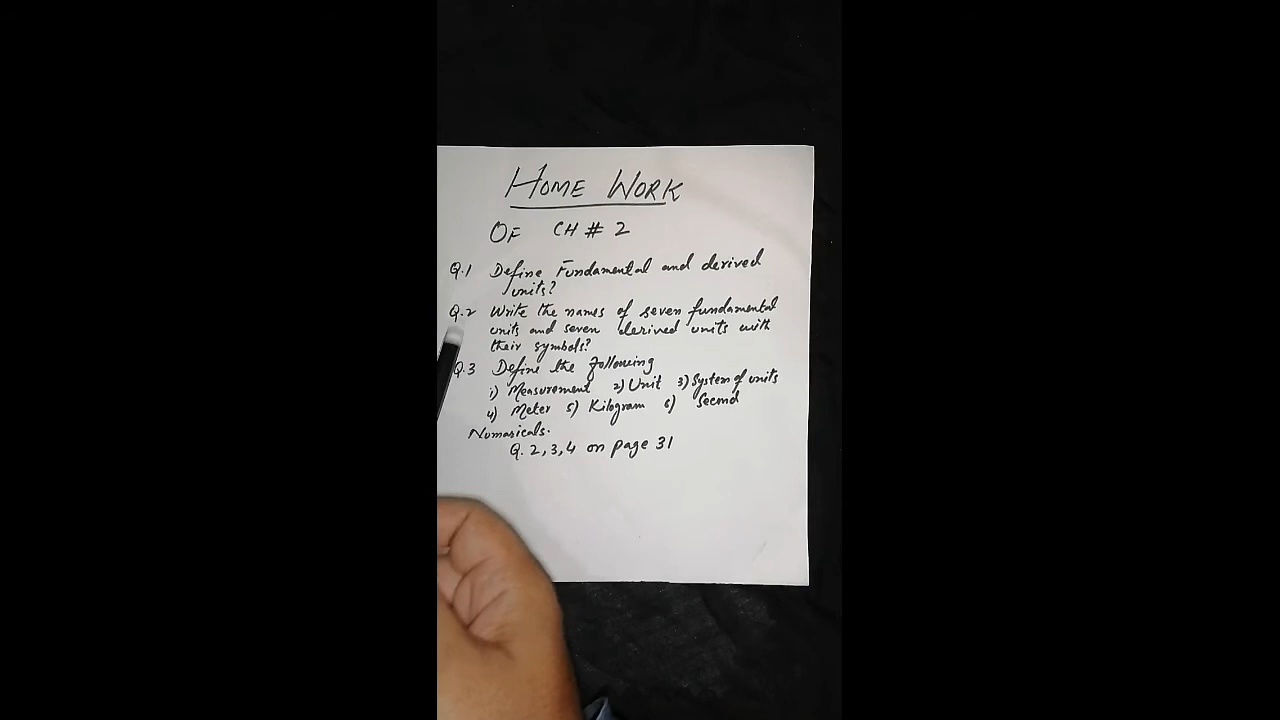 HOME WORK
OF CH # 2
Q.1 Define Fundamental and derived
units?
Q.2 Write the names of seven fundamental
units and seven derived units with
their symbols?
Q.3 Define the following
1) Measurement 2) Unit 3) System of units
4) Meter 5) Kilogram 6) Second
Numaricals.
Q. 2, 3, 4 on page 31